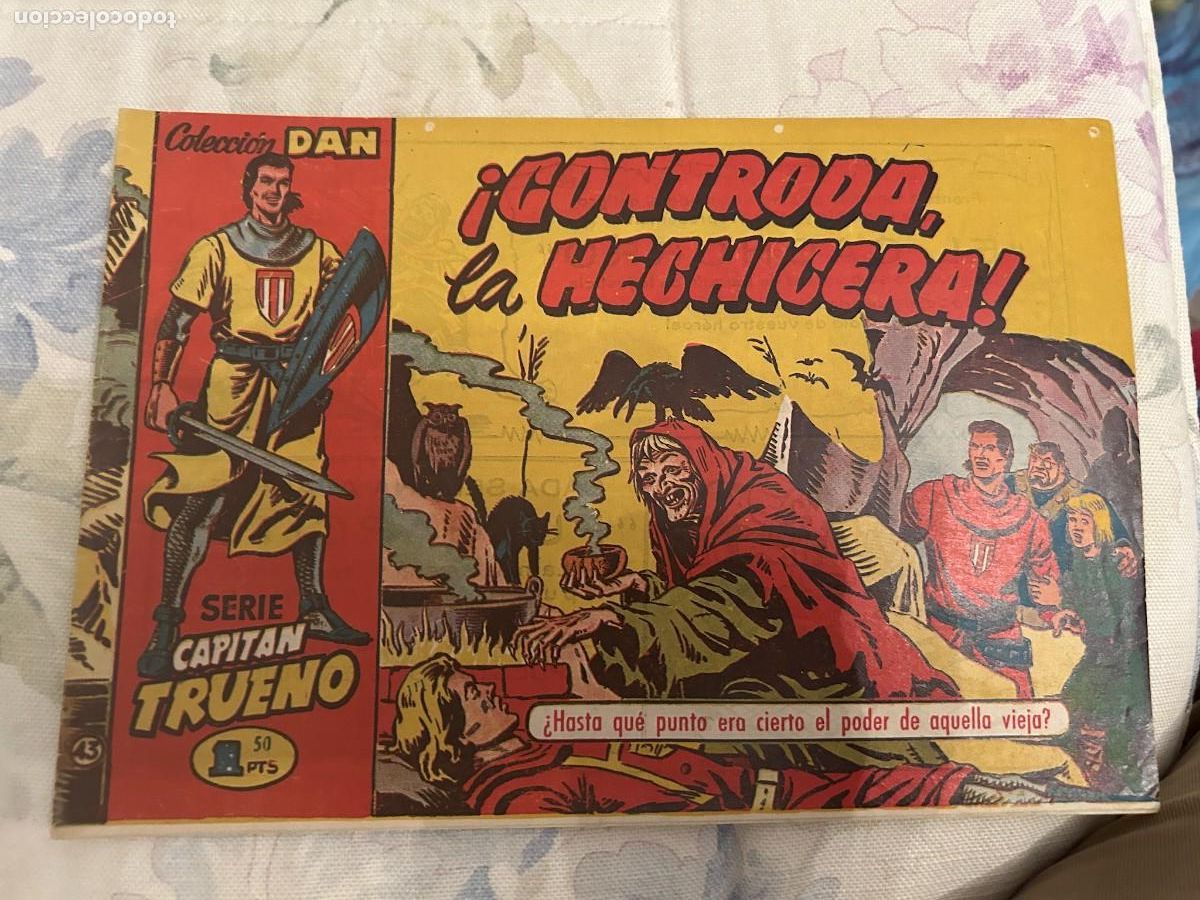 todocoleccion
Colección DAN
¡CONTRODA,
la HECHICERA!
SERIE
CAPITAN
TRUENO
1 50
PTS
13
¿Hasta qué punto era cierto el poder de aquella vieja?